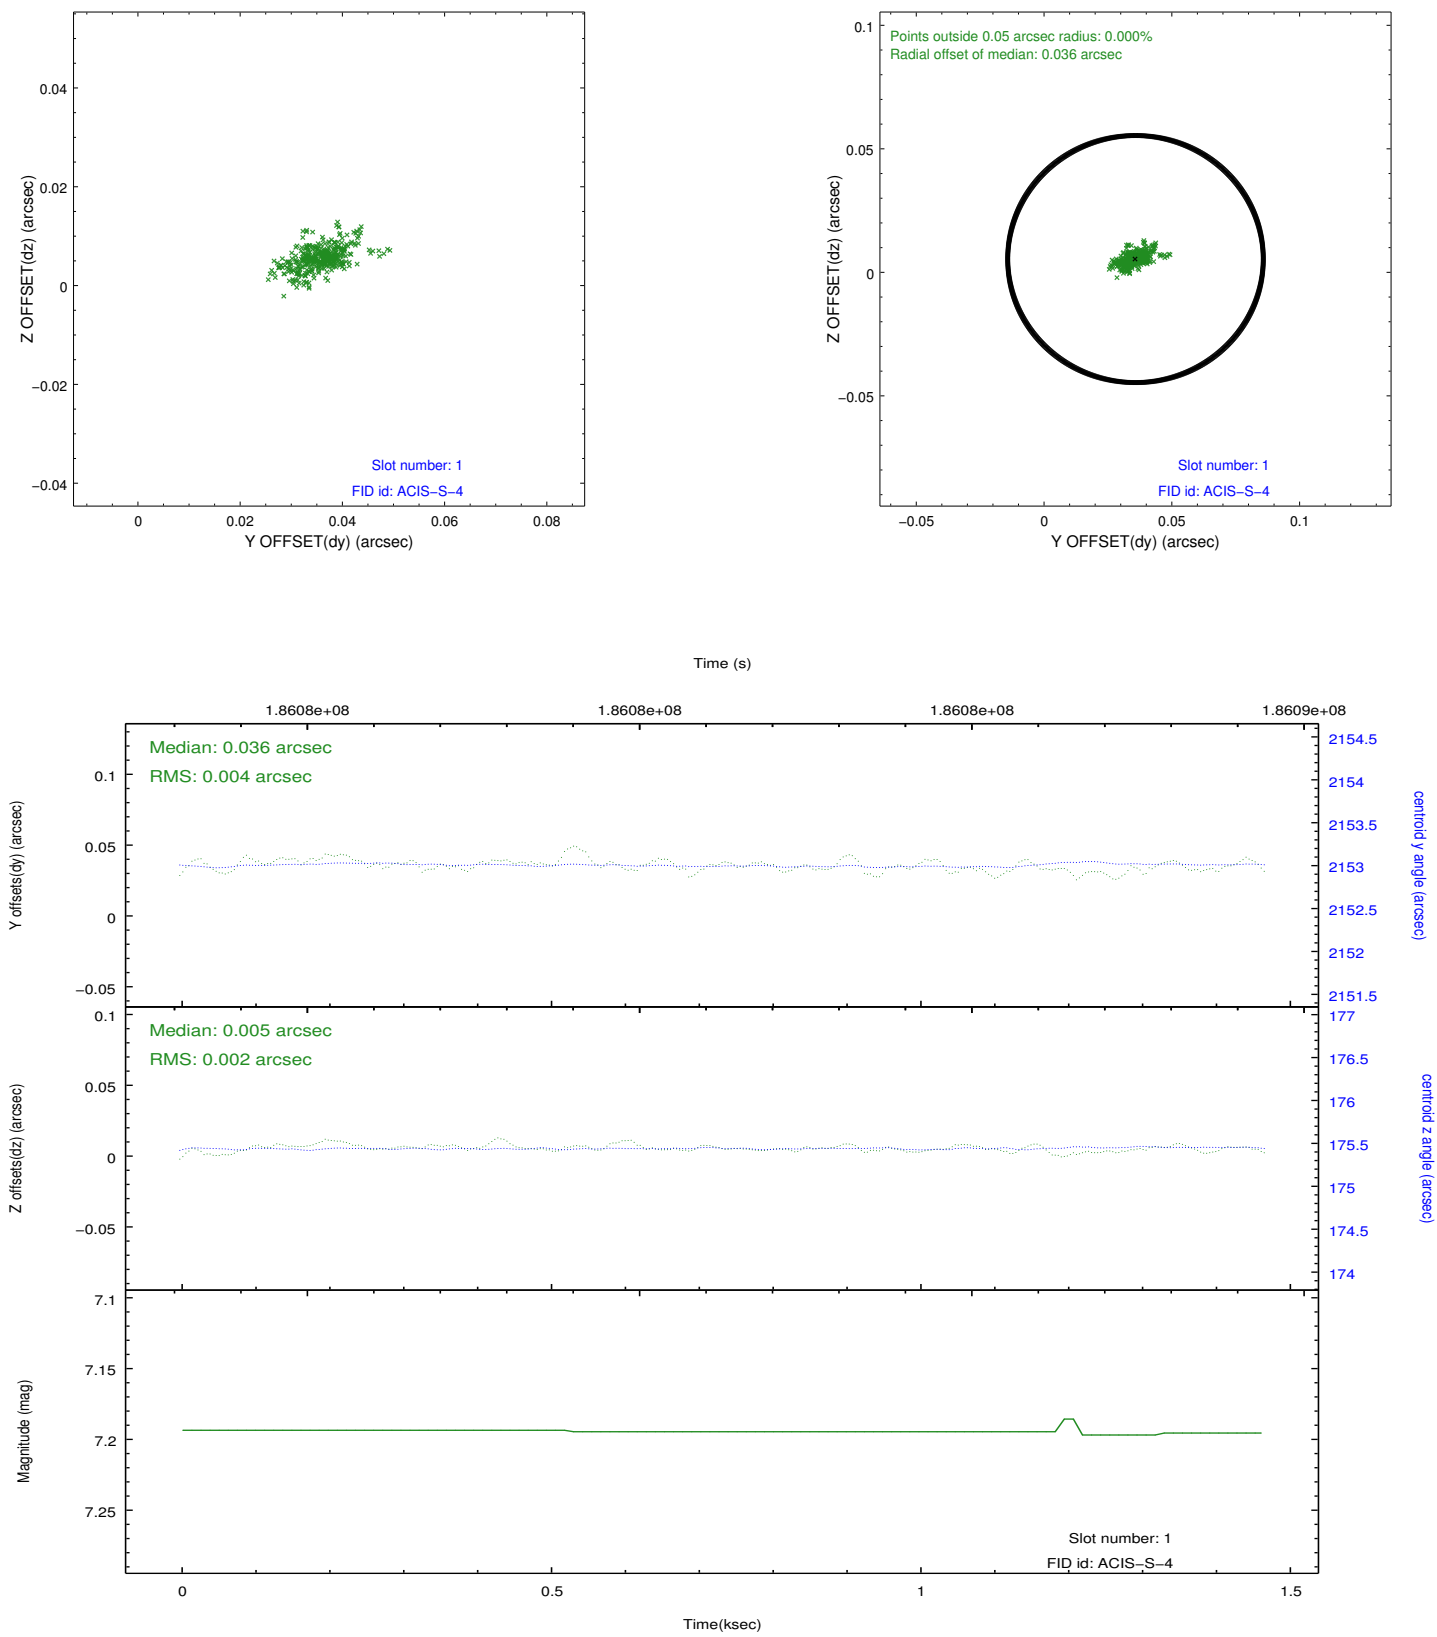 0.04
0.02
0
−0.02
−0.04
Z OFFSET(dz) (arcsec)
Slot number: 1
FID id: ACIS−S−4
0
0.02
0.04
0.06
0.08
Y OFFSET(dy) (arcsec)
Points outside 0.05 arcsec radius: 0.000%
Radial offset of median: 0.036 arcsec
0.1
0.05
0
−0.05
Z OFFSET(dz) (arcsec)
Slot number: 1
FID id: ACIS−S−4
−0.05
0
0.05
0.1
Y OFFSET(dy) (arcsec)
Time (s)
1.8608e+08
1.8608e+08
1.8608e+08
1.8609e+08
Median: 0.036 arcsec
RMS: 0.004 arcsec
0.1
0.05
0
−0.05
Y offsets(dy) (arcsec)
2154.5
2154
2153.5
2153
2152.5
2152
2151.5
centroid y angle (arcsec)
Median: 0.005 arcsec
RMS: 0.002 arcsec
0.1
0.05
0
−0.05
Z offsets(dz) (arcsec)
177
176.5
176
175.5
175
174.5
174
centroid z angle (arcsec)
7.1
7.15
7.2
7.25
Magnitude (mag)
Slot number: 1
FID id: ACIS−S−4
0
0.5
1
1.5
Time(ksec)